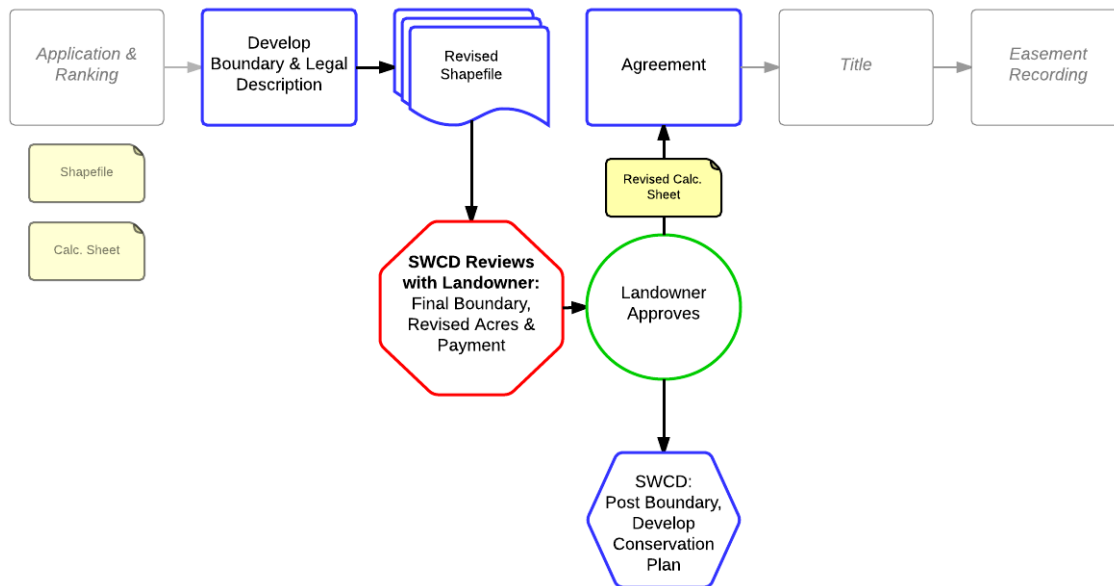 Application &
Ranking
Develop
Boundary & Legal
Description
Revised
Shapefile
Agreement
Title
Easement
Recording
Shapefile
Calc. Sheet
Revised Calc.
Sheet
SWCD Reviews
with Landowner:
Final Boundary,
Revised Acres &
Payment
Landowner
Approves
SWCD:
Post Boundary,
Develop
Conservation
Plan